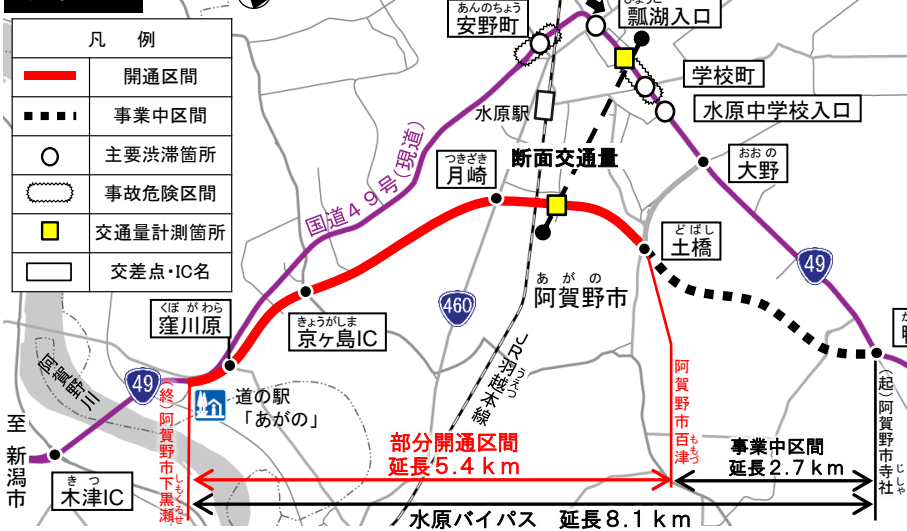 凡 例
開通区間
事業中区間
主要渋滞箇所
事故危険区間
交通量計測箇所
交差点・IC名
あんのちょう
安野町
瓢湖入口
学校町
水原中学校入口
水原駅
断面交通量
つきざき
月崎
おおの
大野
国道49号(現道)
どばし
土橋
49
あがの
阿賀野市
460
くぼがわら
窪川原
きょうがしま
京ヶ島IC
JR羽越本線
うえつ
阿賀野川
49
道の駅
「あがの」
至新潟市
きつ
木津IC
(終)阿賀野市下黒瀬
しもくろせ
部分開通区間
延長5.4km
阿賀野市百津
ももづ
事業中区間
延長2.7km
(起)阿賀野市寺社
じしゃ
水原バイパス 延長8.1km